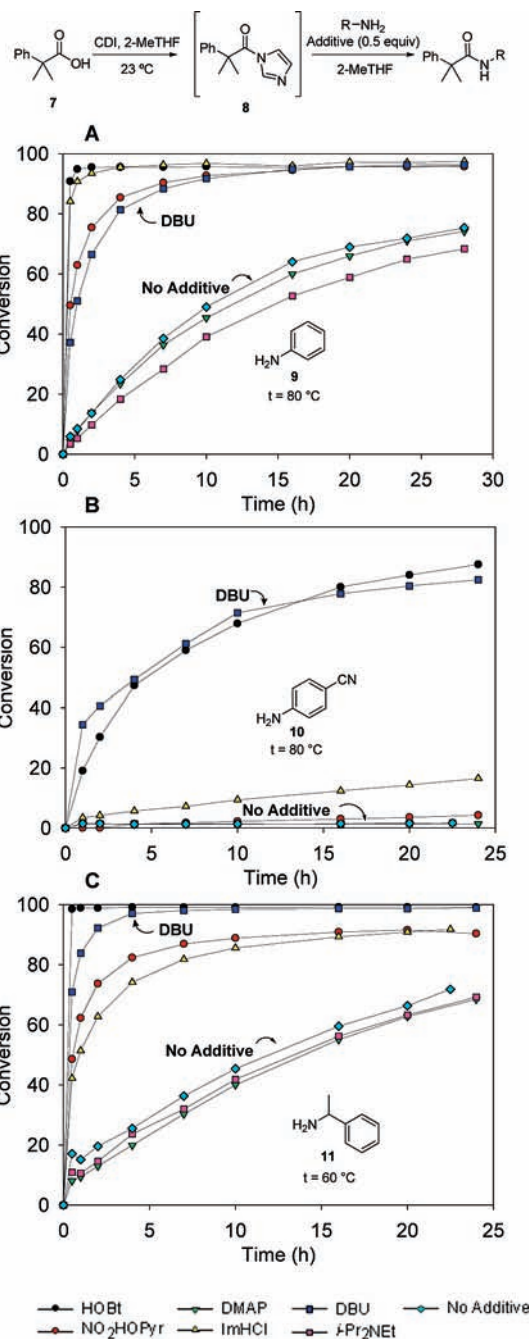 Ph
O
OH
7
CDI, 2-MeTHF
23 ºC
Ph
O
N
N
8
R–NH2
Additive (0.5 equiv)
2-MeTHF
Ph
O
N
H
R
A
100
80
60
40
20
0
Conversion
DBU
No Additive
H2N
9
t = 80 °C
0 5 10 15 20 25 30
Time (h)
B
100
80
60
40
20
0
Conversion
DBU
CN
H2N
10
t = 80 °C
No Additive
0 5 10 15 20 25
Time (h)
C
100
80
60
40
20
0
Conversion
DBU
No Additive
H2N
11
t = 60 °C
0 5 10 15 20 25
Time (h)
HOBt DMAP DBU No Additive
NO2HOPyr ImHCl i-Pr2NEt